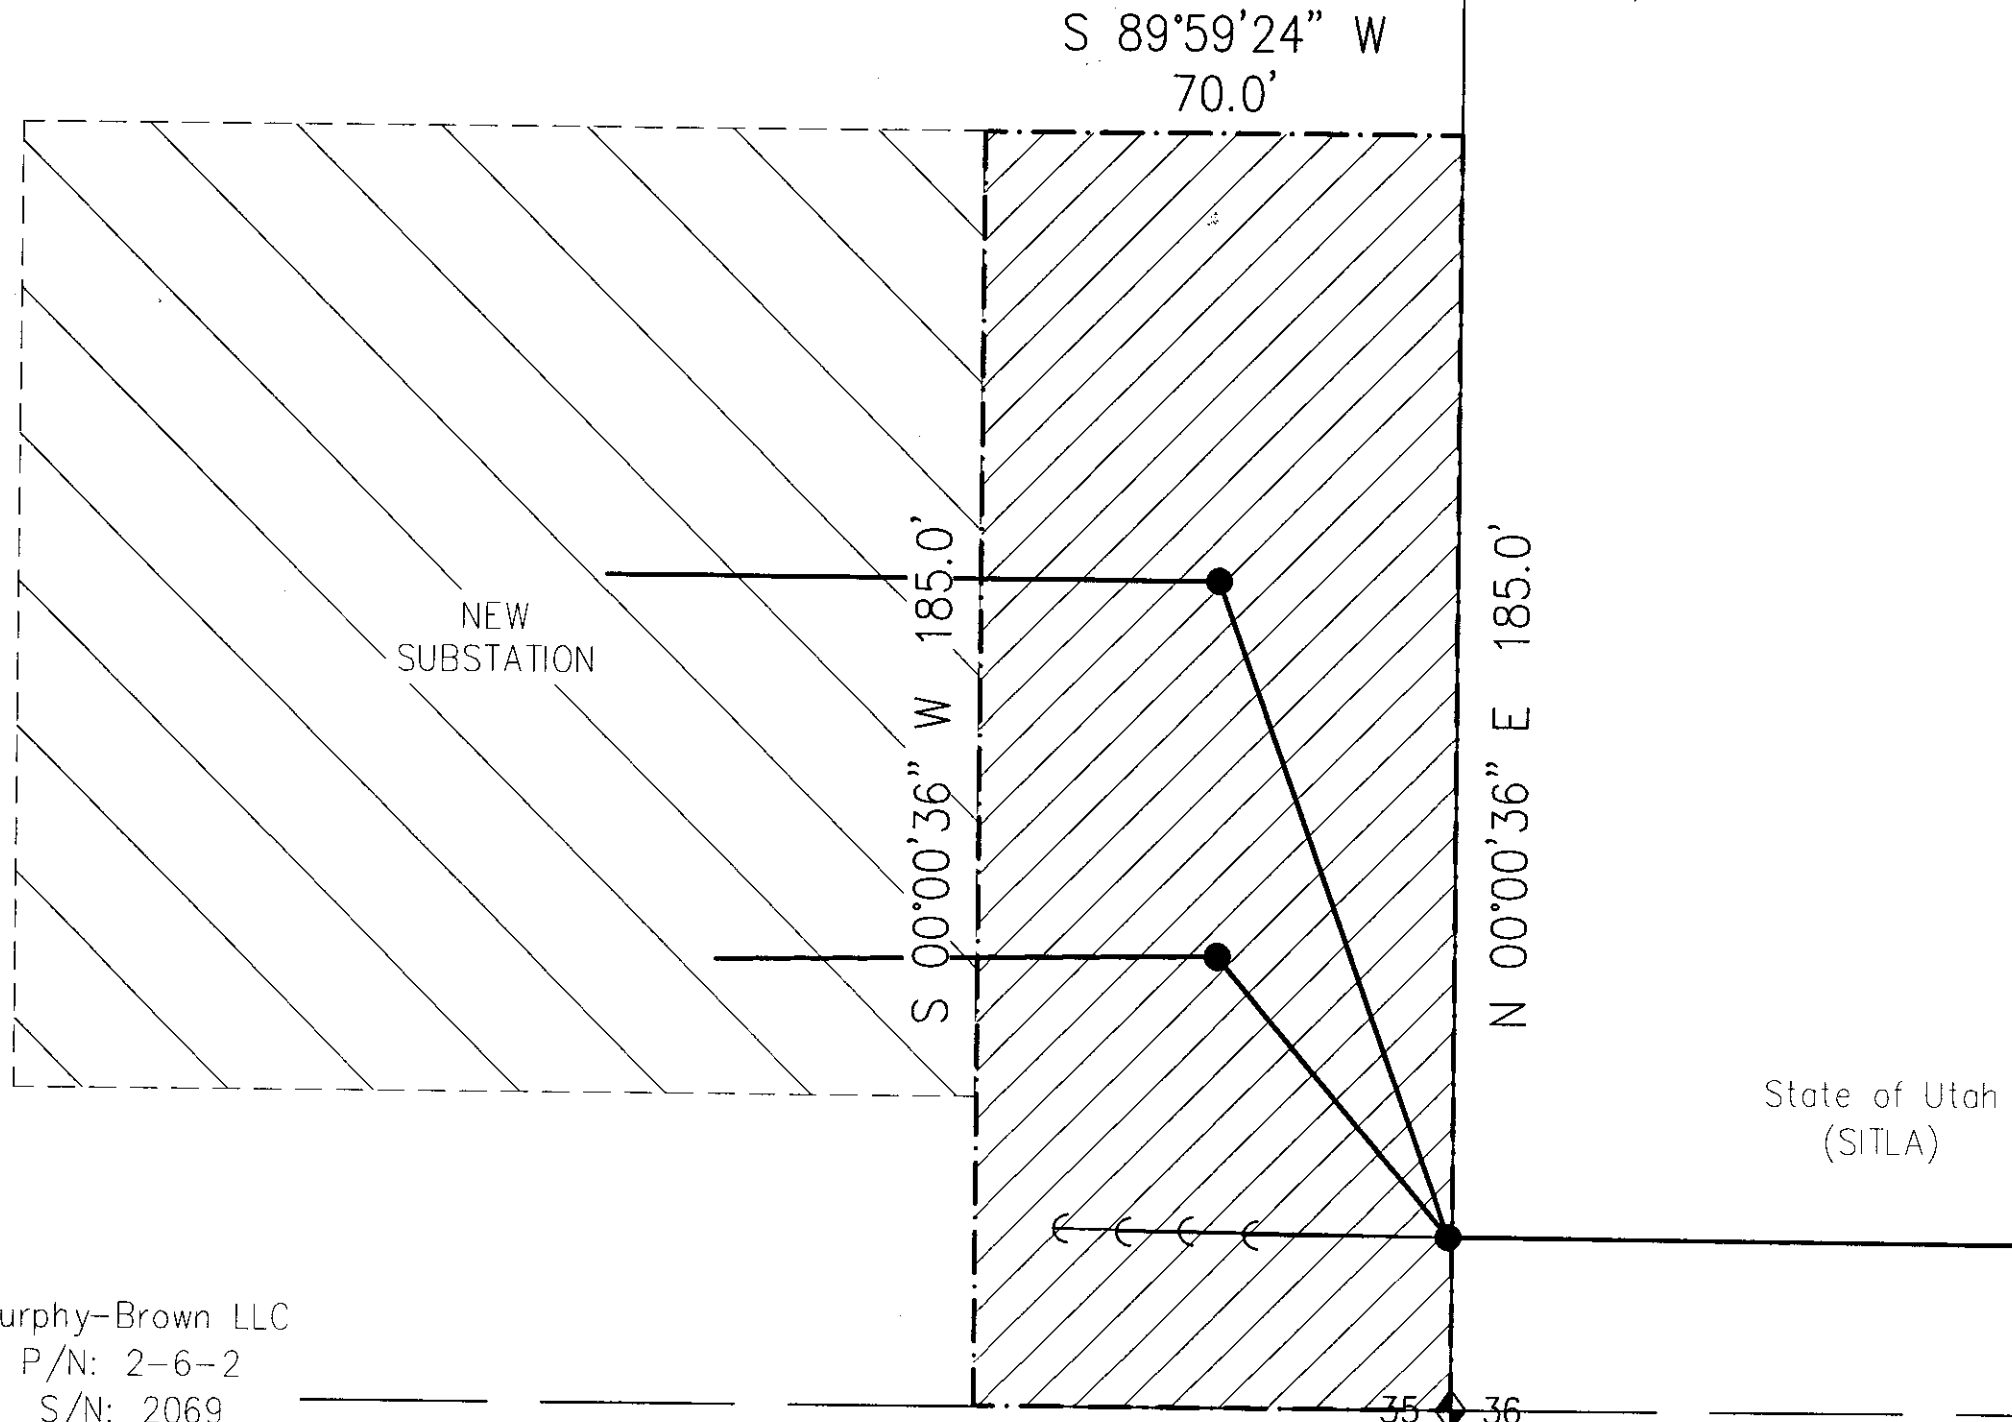 S 89°59'24" W
70.0'
NEW
SUBSTATION
S 00°00'36" W 185.0'
N 00°00'36" E 185.0'
State of Utah
(SITLA)
urphy-Brown LLC
P/N: 2-6-2
S/N: 2069
35 36